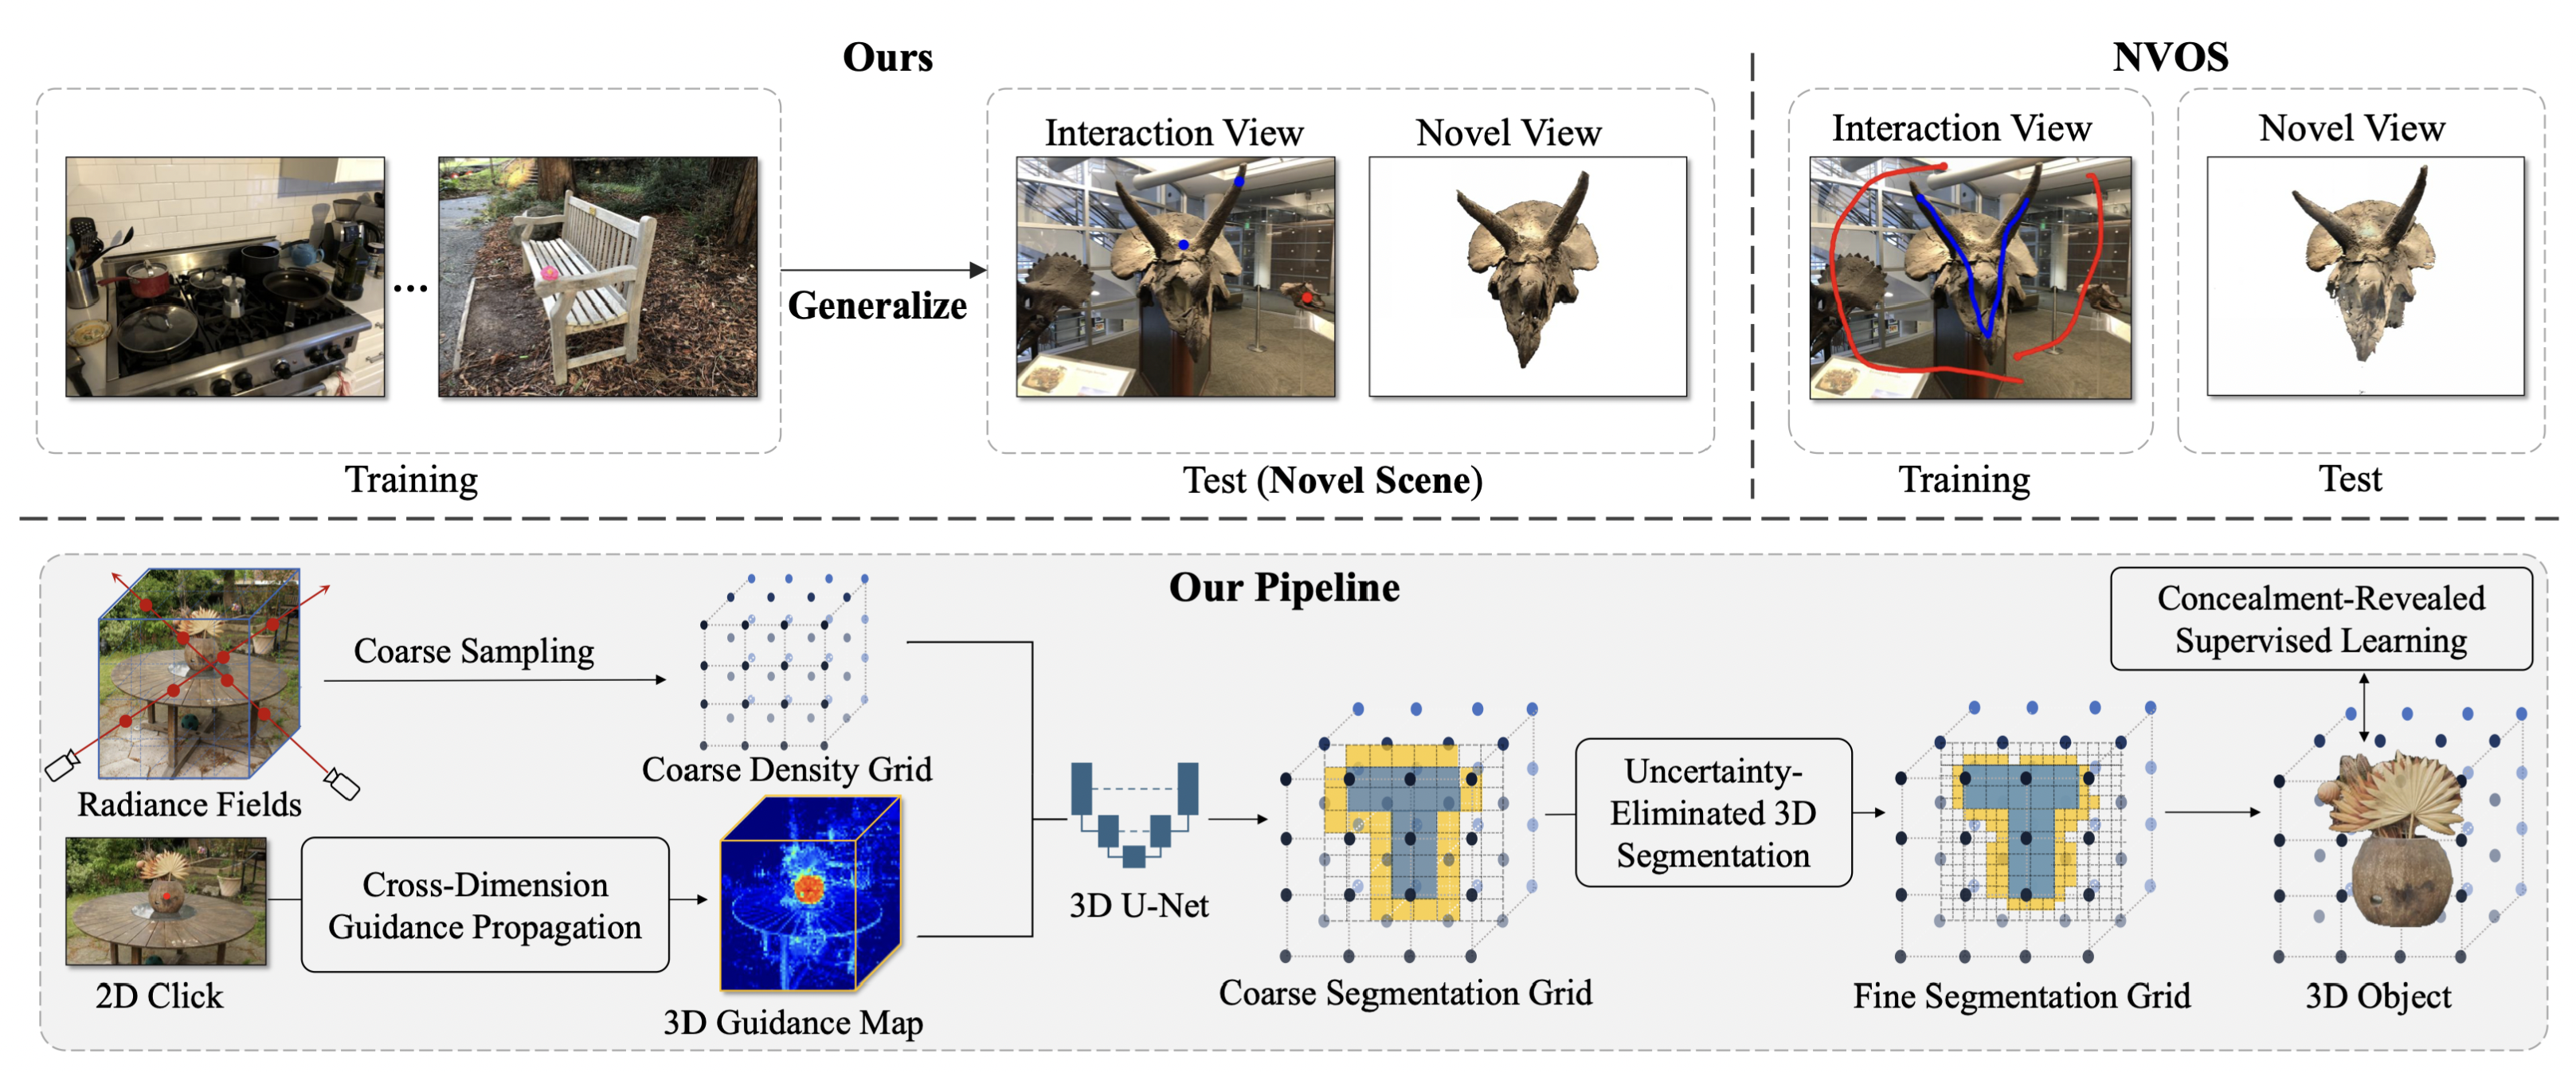 Ours
NVOS
Interaction View
Novel View
Interaction View
Novel View
...
Generalize
Training
Test (Novel Scene)
Training
Test
Our Pipeline
Concealment-Revealed
Supervised Learning
Coarse Sampling
Coarse Density Grid
Radiance Fields
Uncertainty-
Eliminated 3D
Segmentation
Cross-Dimension
Guidance Propagation
3D U-Net
2D Click
3D Guidance Map
Coarse Segmentation Grid
Fine Segmentation Grid
3D Object